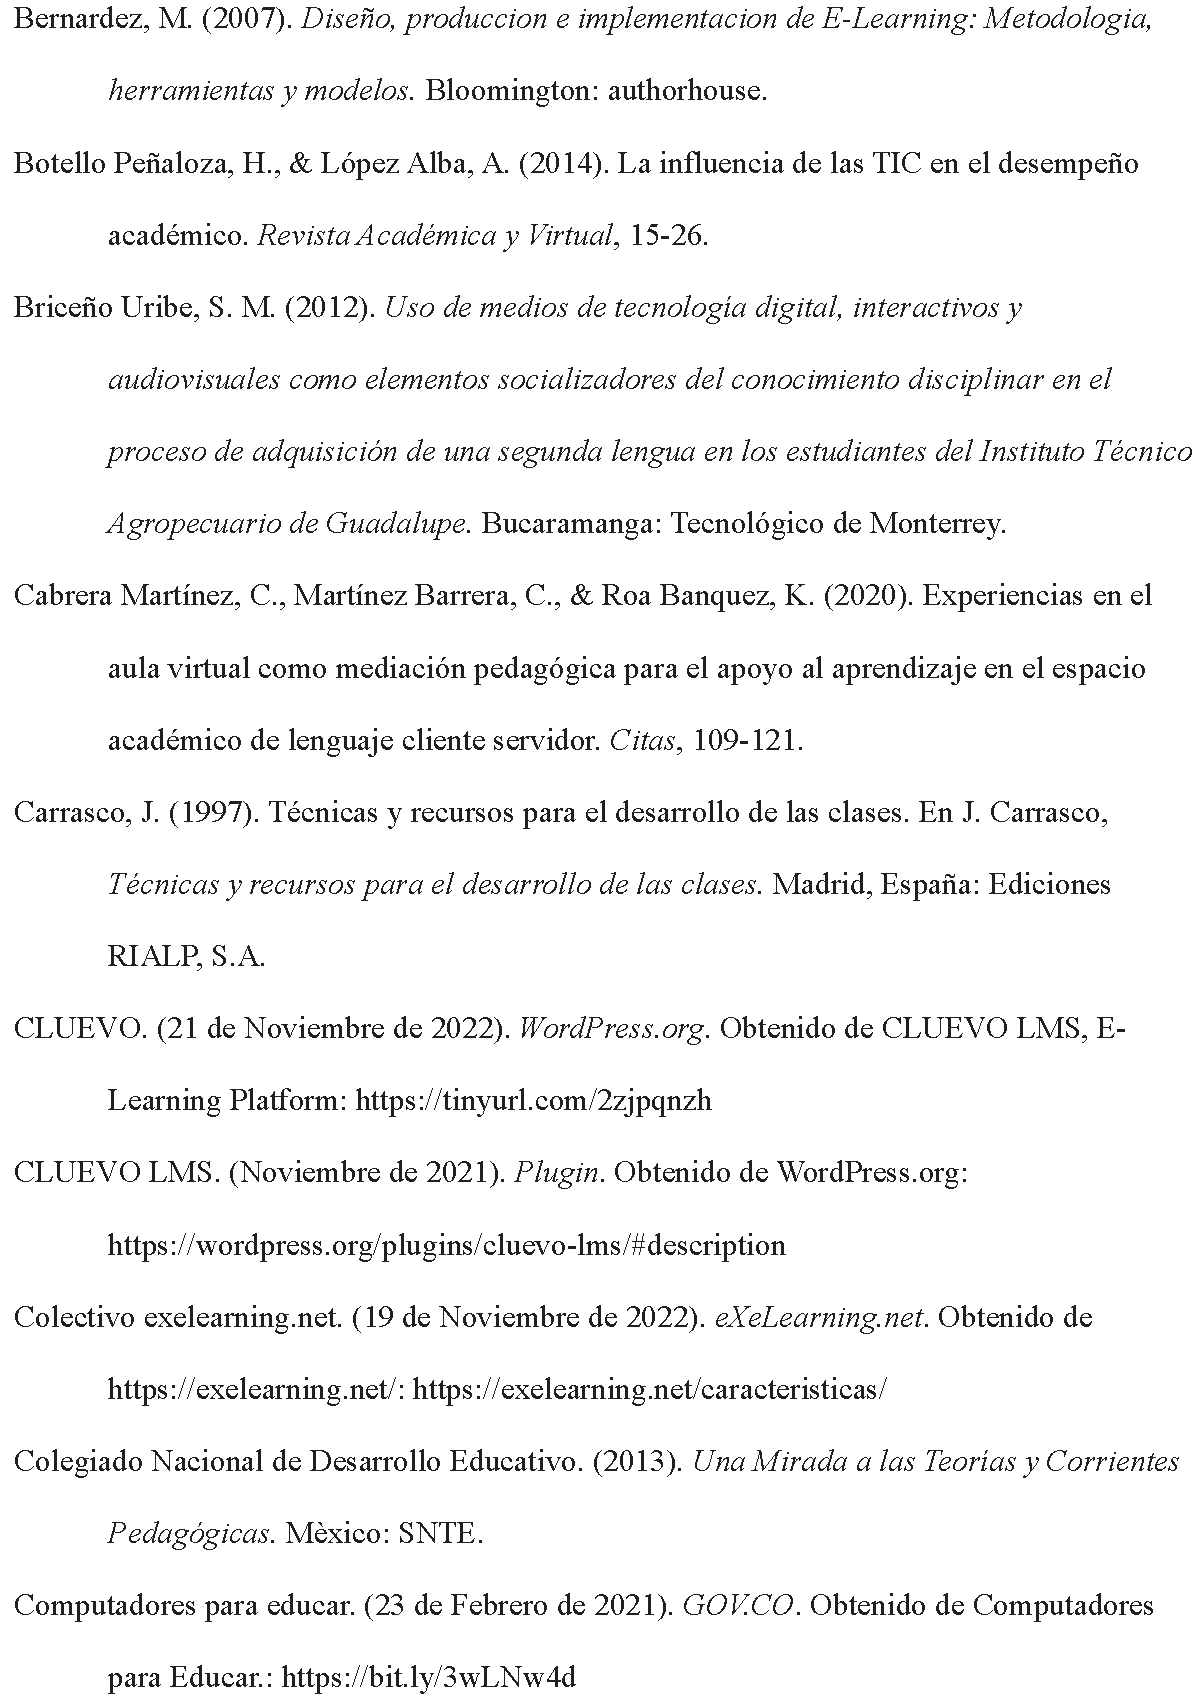 Bernardez, M. (2007). Diseño, produccion e implementacion de E-Learning: Metodologia,
herramientas y modelos. Bloomington: authorhouse.
Botello Peñaloza, H., & López Alba, A. (2014). La influencia de las TIC en el desempeño
académico. Revista Académica y Virtual, 15-26.
Briceño Uribe, S. M. (2012). Uso de medios de tecnología digital, interactivos y
audiovisuales como elementos socializadores del conocimiento disciplinar en el
proceso de adquisición de una segunda lengua en los estudiantes del Instituto Técnico
Agropecuario de Guadalupe. Bucaramanga: Tecnológico de Monterrey.
Cabrera Martínez, C., Martínez Barrera, C., & Roa Banquez, K. (2020). Experiencias en el
aula virtual como mediación pedagógica para el apoyo al aprendizaje en el espacio
académico de lenguaje cliente servidor. Citas, 109-121.
Carrasco, J. (1997). Técnicas y recursos para el desarrollo de las clases. En J. Carrasco,
Técnicas y recursos para el desarrollo de las clases. Madrid, España: Ediciones
RIALP, S.A.
CLUEVO. (21 de Noviembre de 2022). WordPress.org. Obtenido de CLUEVO LMS, E-
Learning Platform: https://tinyurl.com/2zjpqnzh
CLUEVO LMS. (Noviembre de 2021). Plugin. Obtenido de WordPress.org:
https://wordpress.org/plugins/cluevo-lms/#description
Colectivo exelearning.net. (19 de Noviembre de 2022). eXeLearning.net. Obtenido de
https://exelearning.net/: https://exelearning.net/caracteristicas/
Colegiado Nacional de Desarrollo Educativo. (2013). Una Mirada a las Teorías y Corrientes
Pedagógicas. Mèxico: SNTE.
Computadores para educar. (23 de Febrero de 2021). GOV.CO. Obtenido de Computadores
para Educar.: https://bit.ly/3wLNw4d